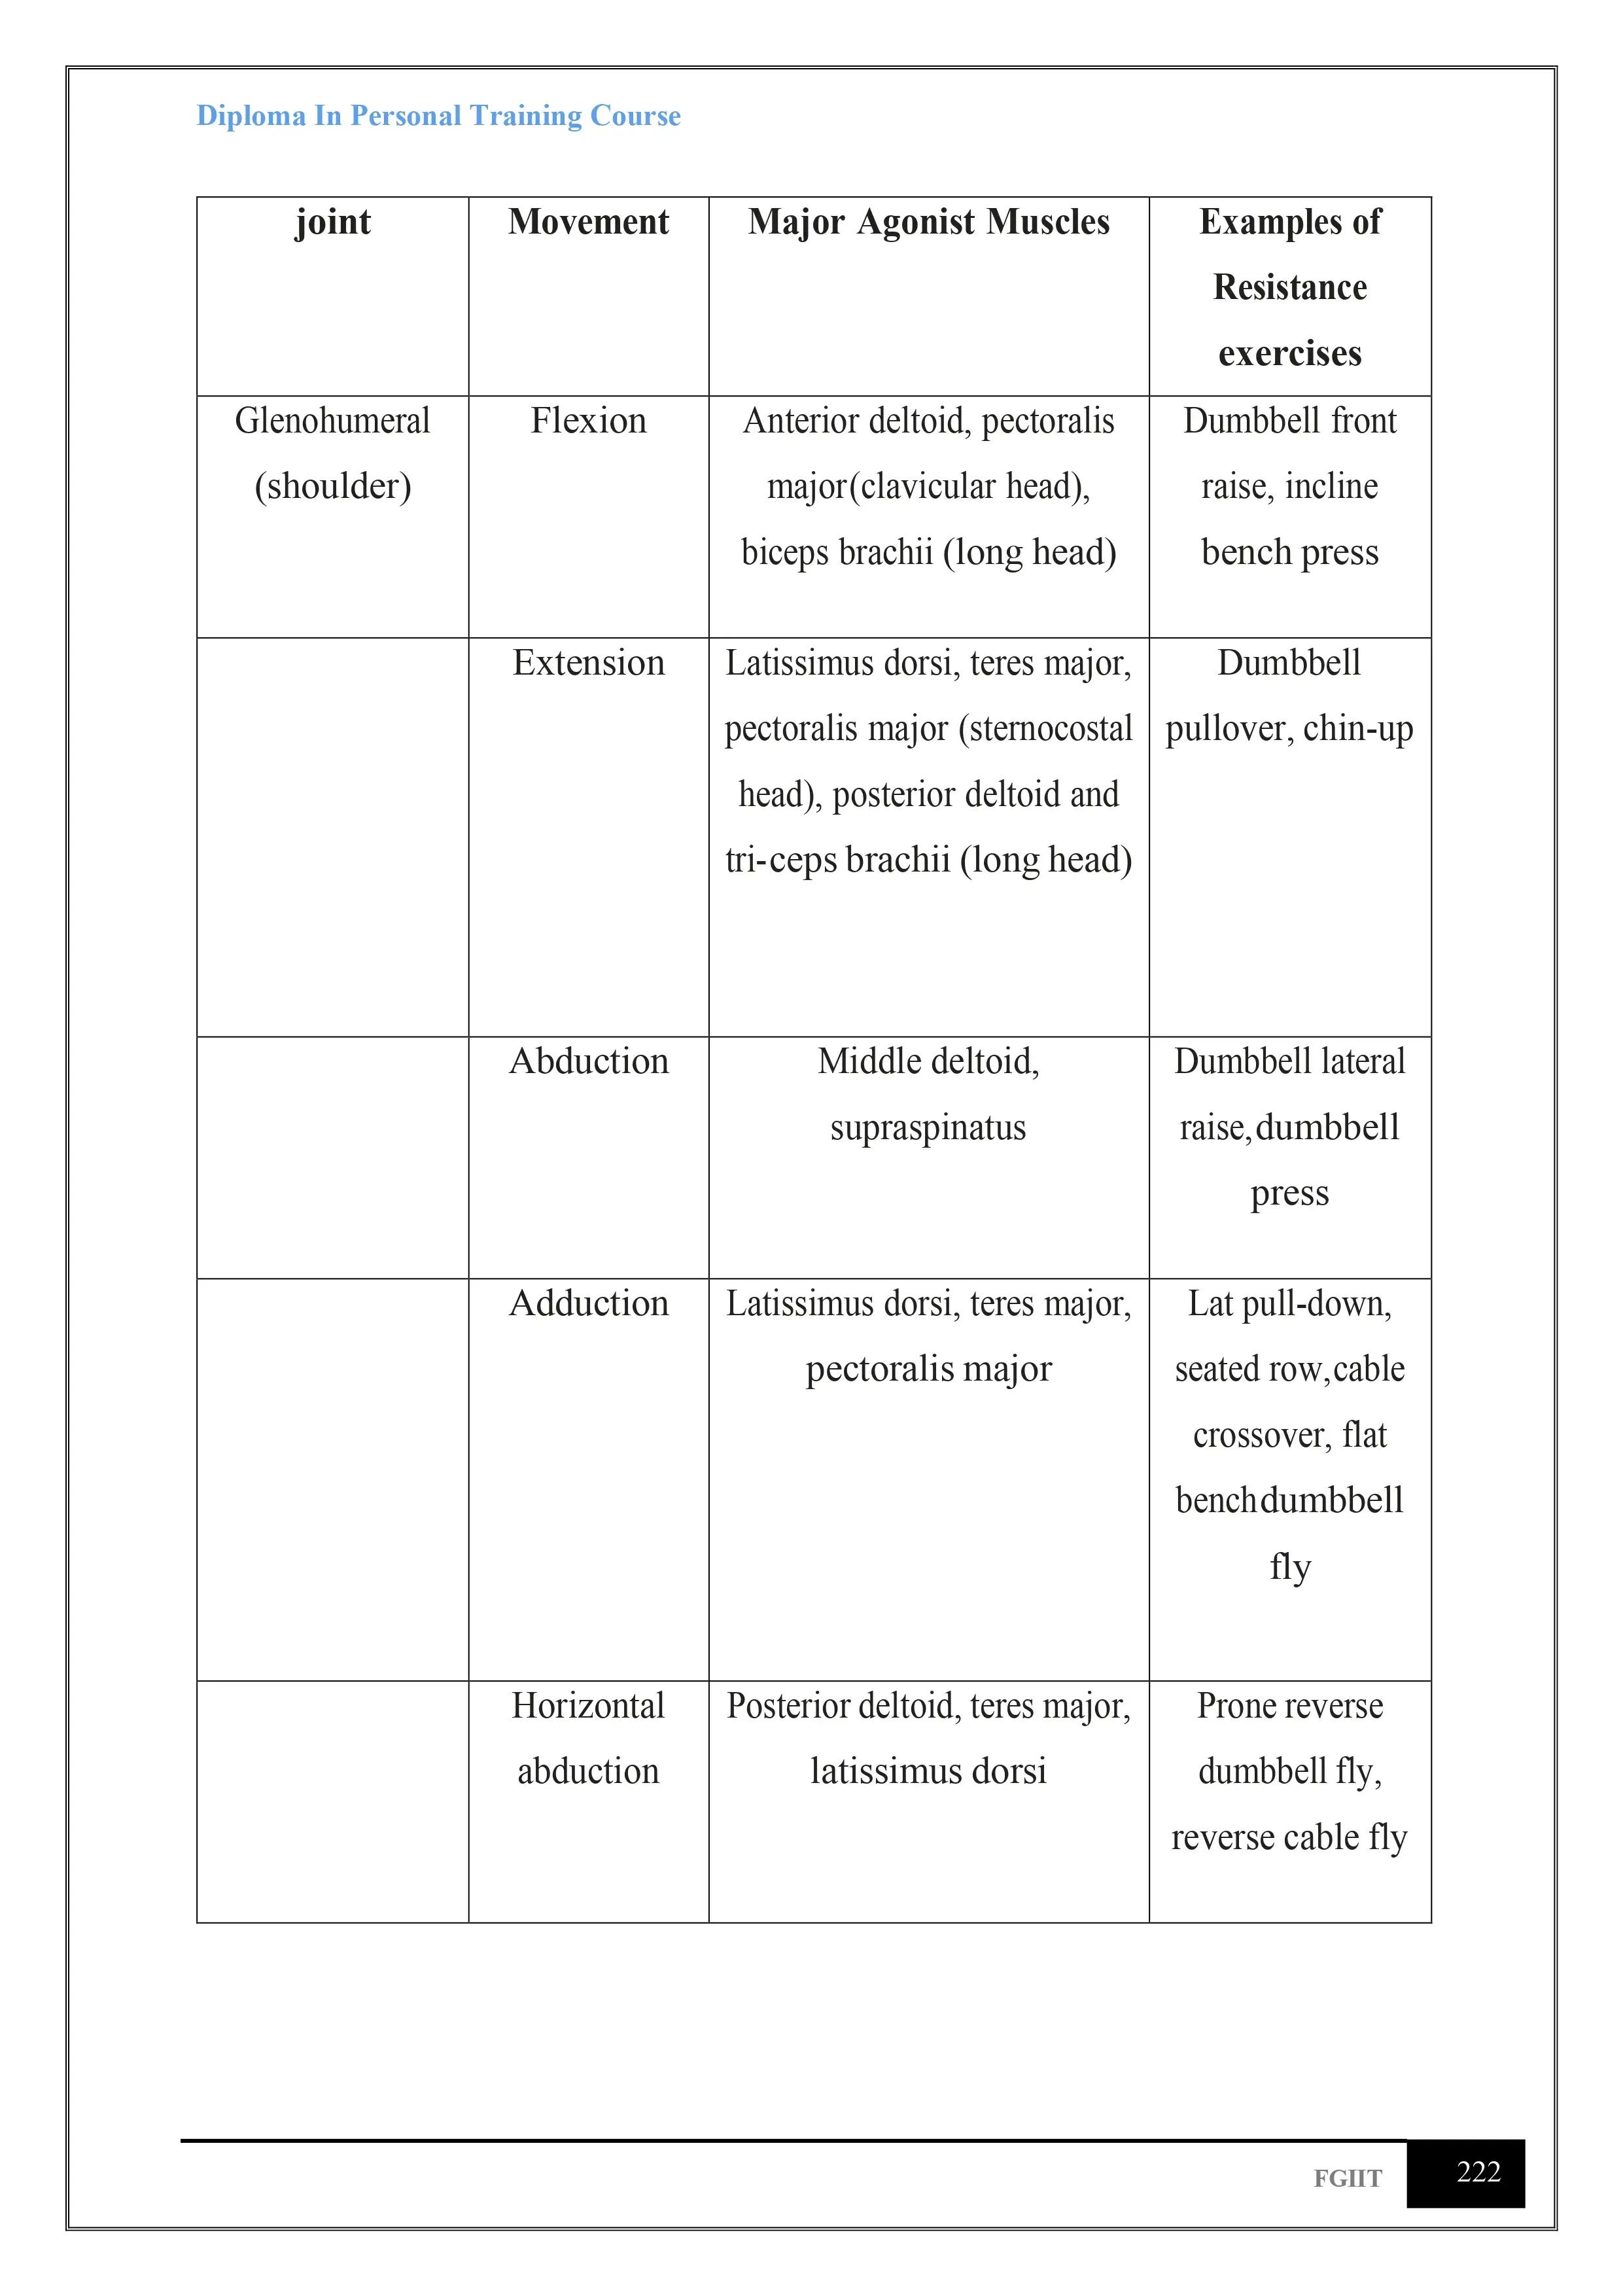 Diploma In Personal Training Course
joint
Movement
Major Agonist Muscles
Examples of
Resistance
exercises
Glenohumeral
(shoulder)
Flexion
Anterior deltoid, pectoralis
major(clavicular head),
biceps brachii (long head)
Dumbbell front
raise, incline
bench press
Extension
Latissimus dorsi, teres major,
pectoralis major (sternocostal
head), posterior deltoid and
tri-ceps brachii (long head)
Dumbbell
pullover, chin-up
Abduction
Middle deltoid,
supraspinatus
Dumbbell lateral
raise,dumbbell
press
Adduction
Latissimus dorsi, teres major,
pectoralis major
Lat pull-down,
seated row,cable
crossover, flat
benchdumbbell
fly
Horizontal
abduction
Posterior deltoid, teres major,
latissimus dorsi
Prone reverse
dumbbell fly,
reverse cable fly
FGIIT
222